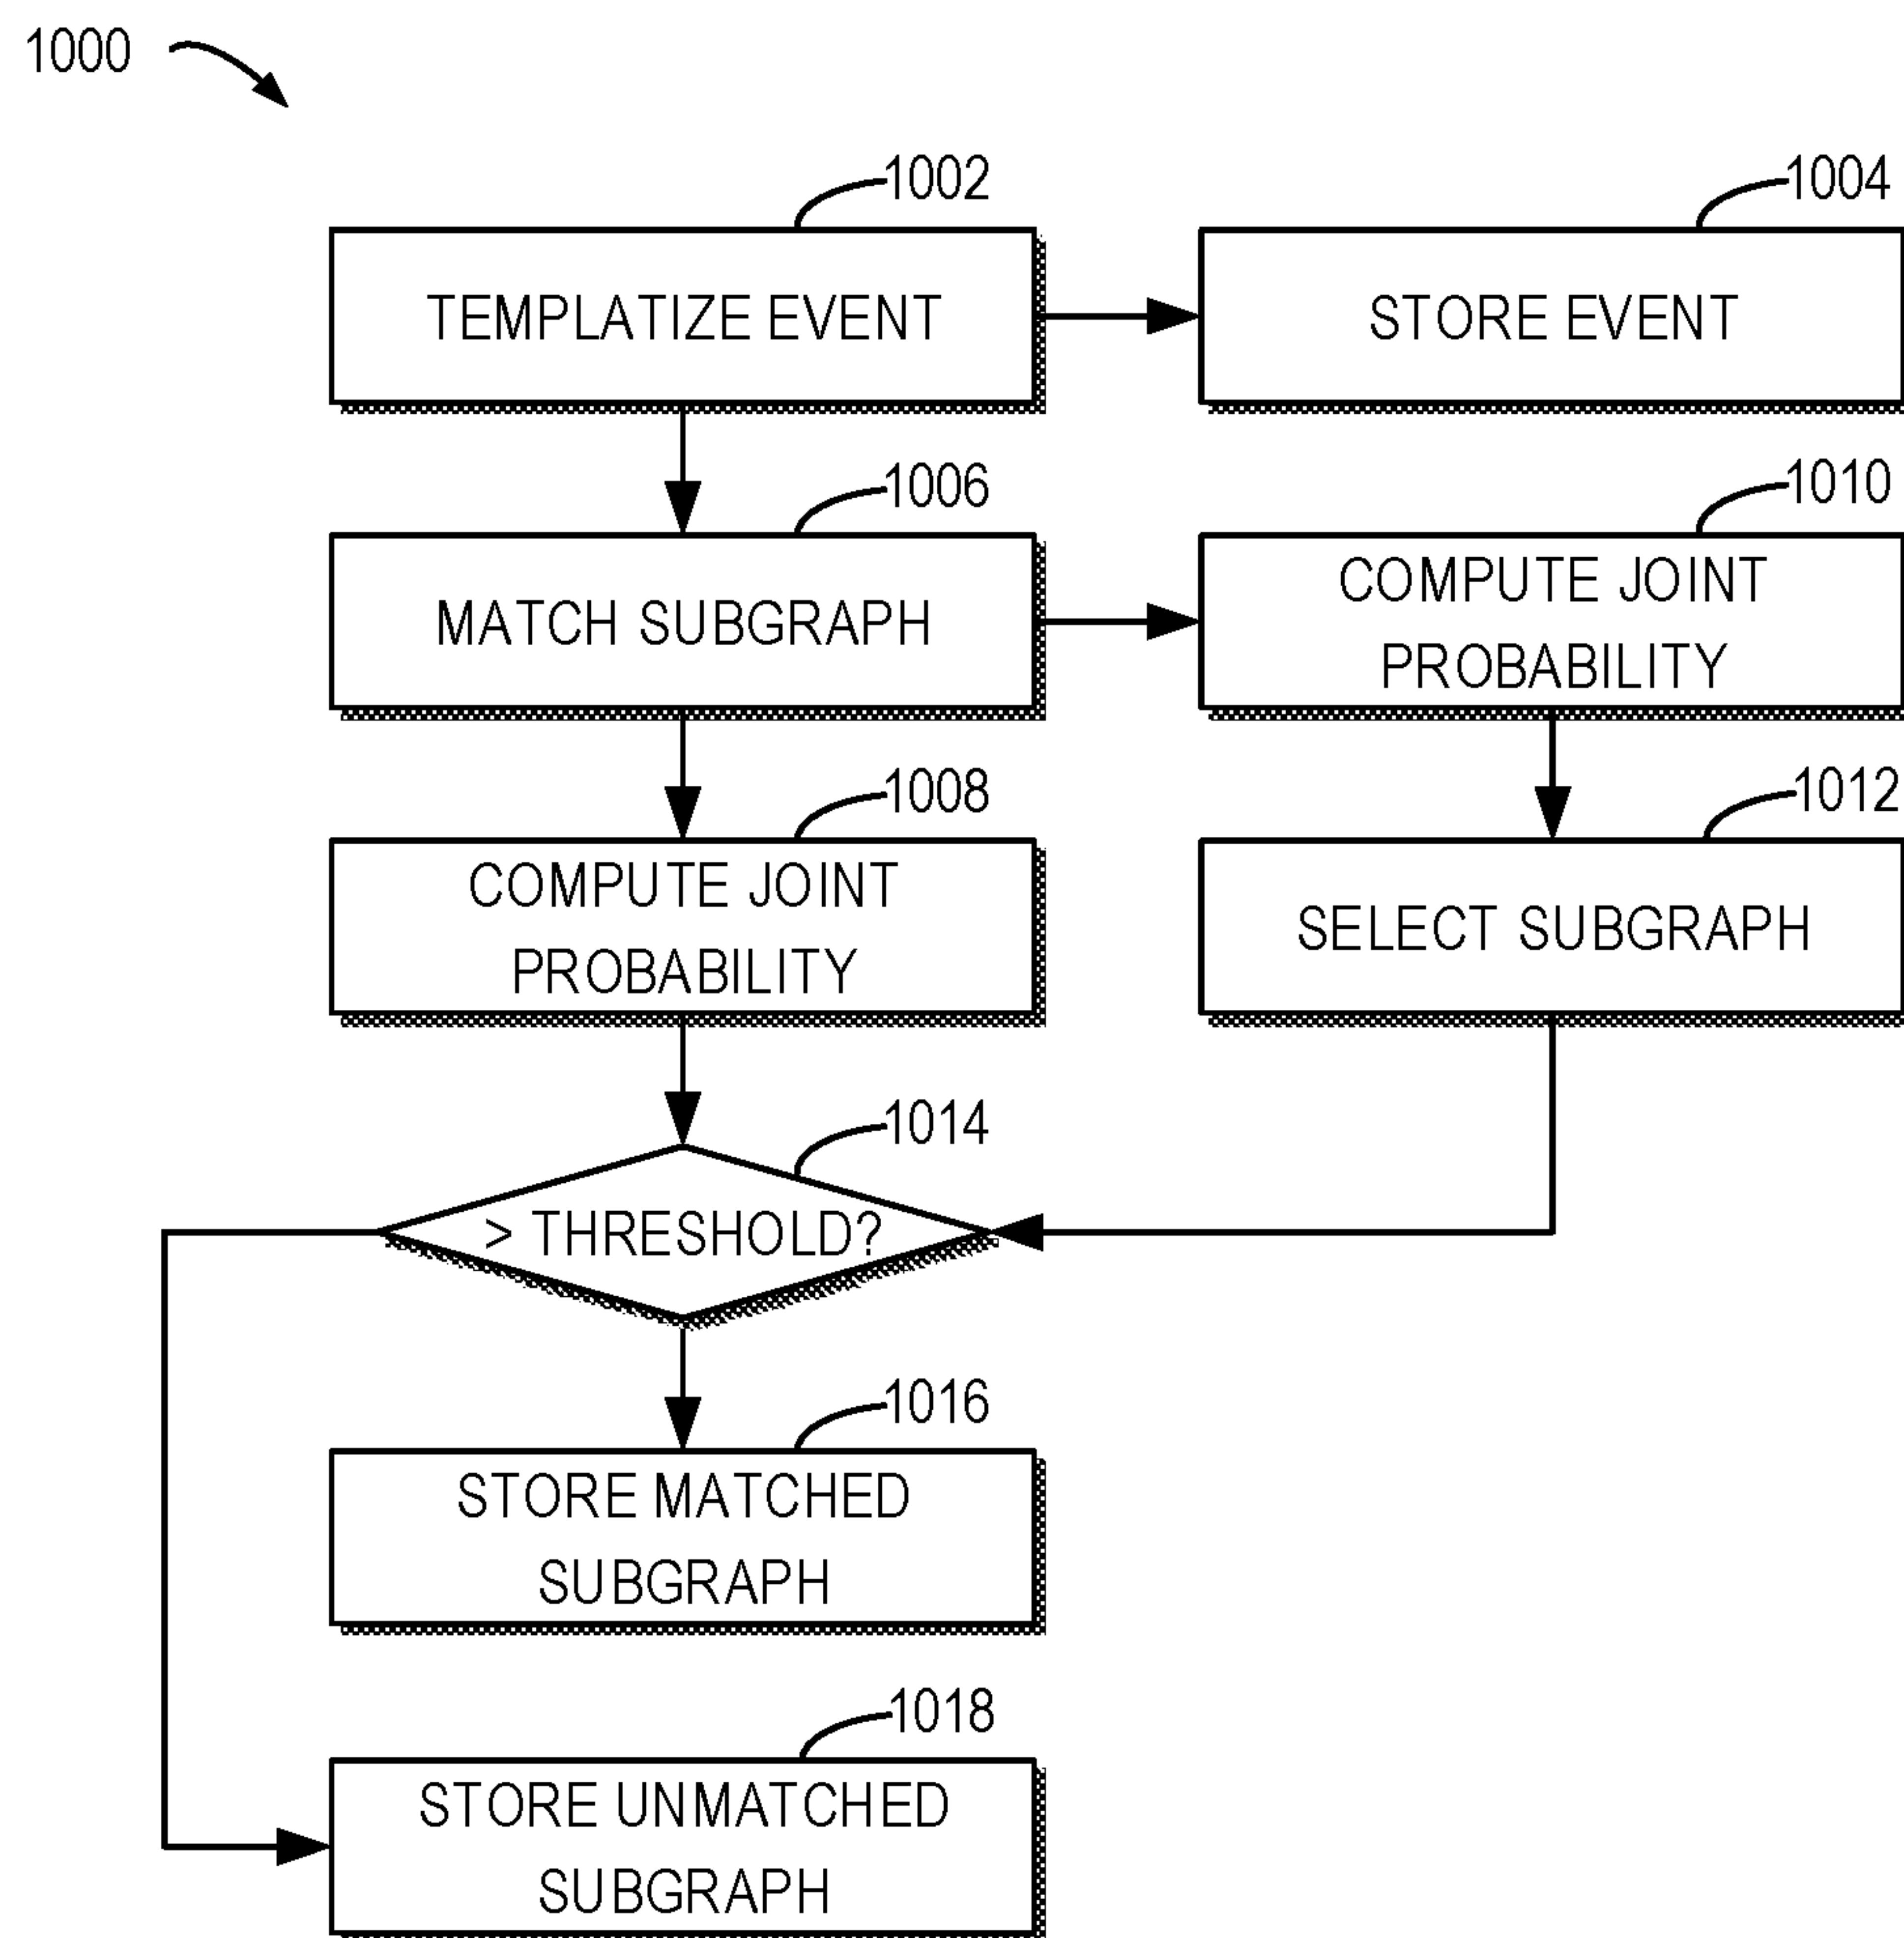 1000
1002
1004
TEMPLATIZE EVENT
STORE EVENT
1006
1010
MATCH SUBGRAPH
COMPUTE JOINT
PROBABILITY
1008
1012
COMPUTE JOINT
PROBABILITY
SELECT SUBGRAPH
1014
> THRESHOLD?
1016
STORE MATCHED
SUBGRAPH
1018
STORE UNMATCHED
SUBGRAPH